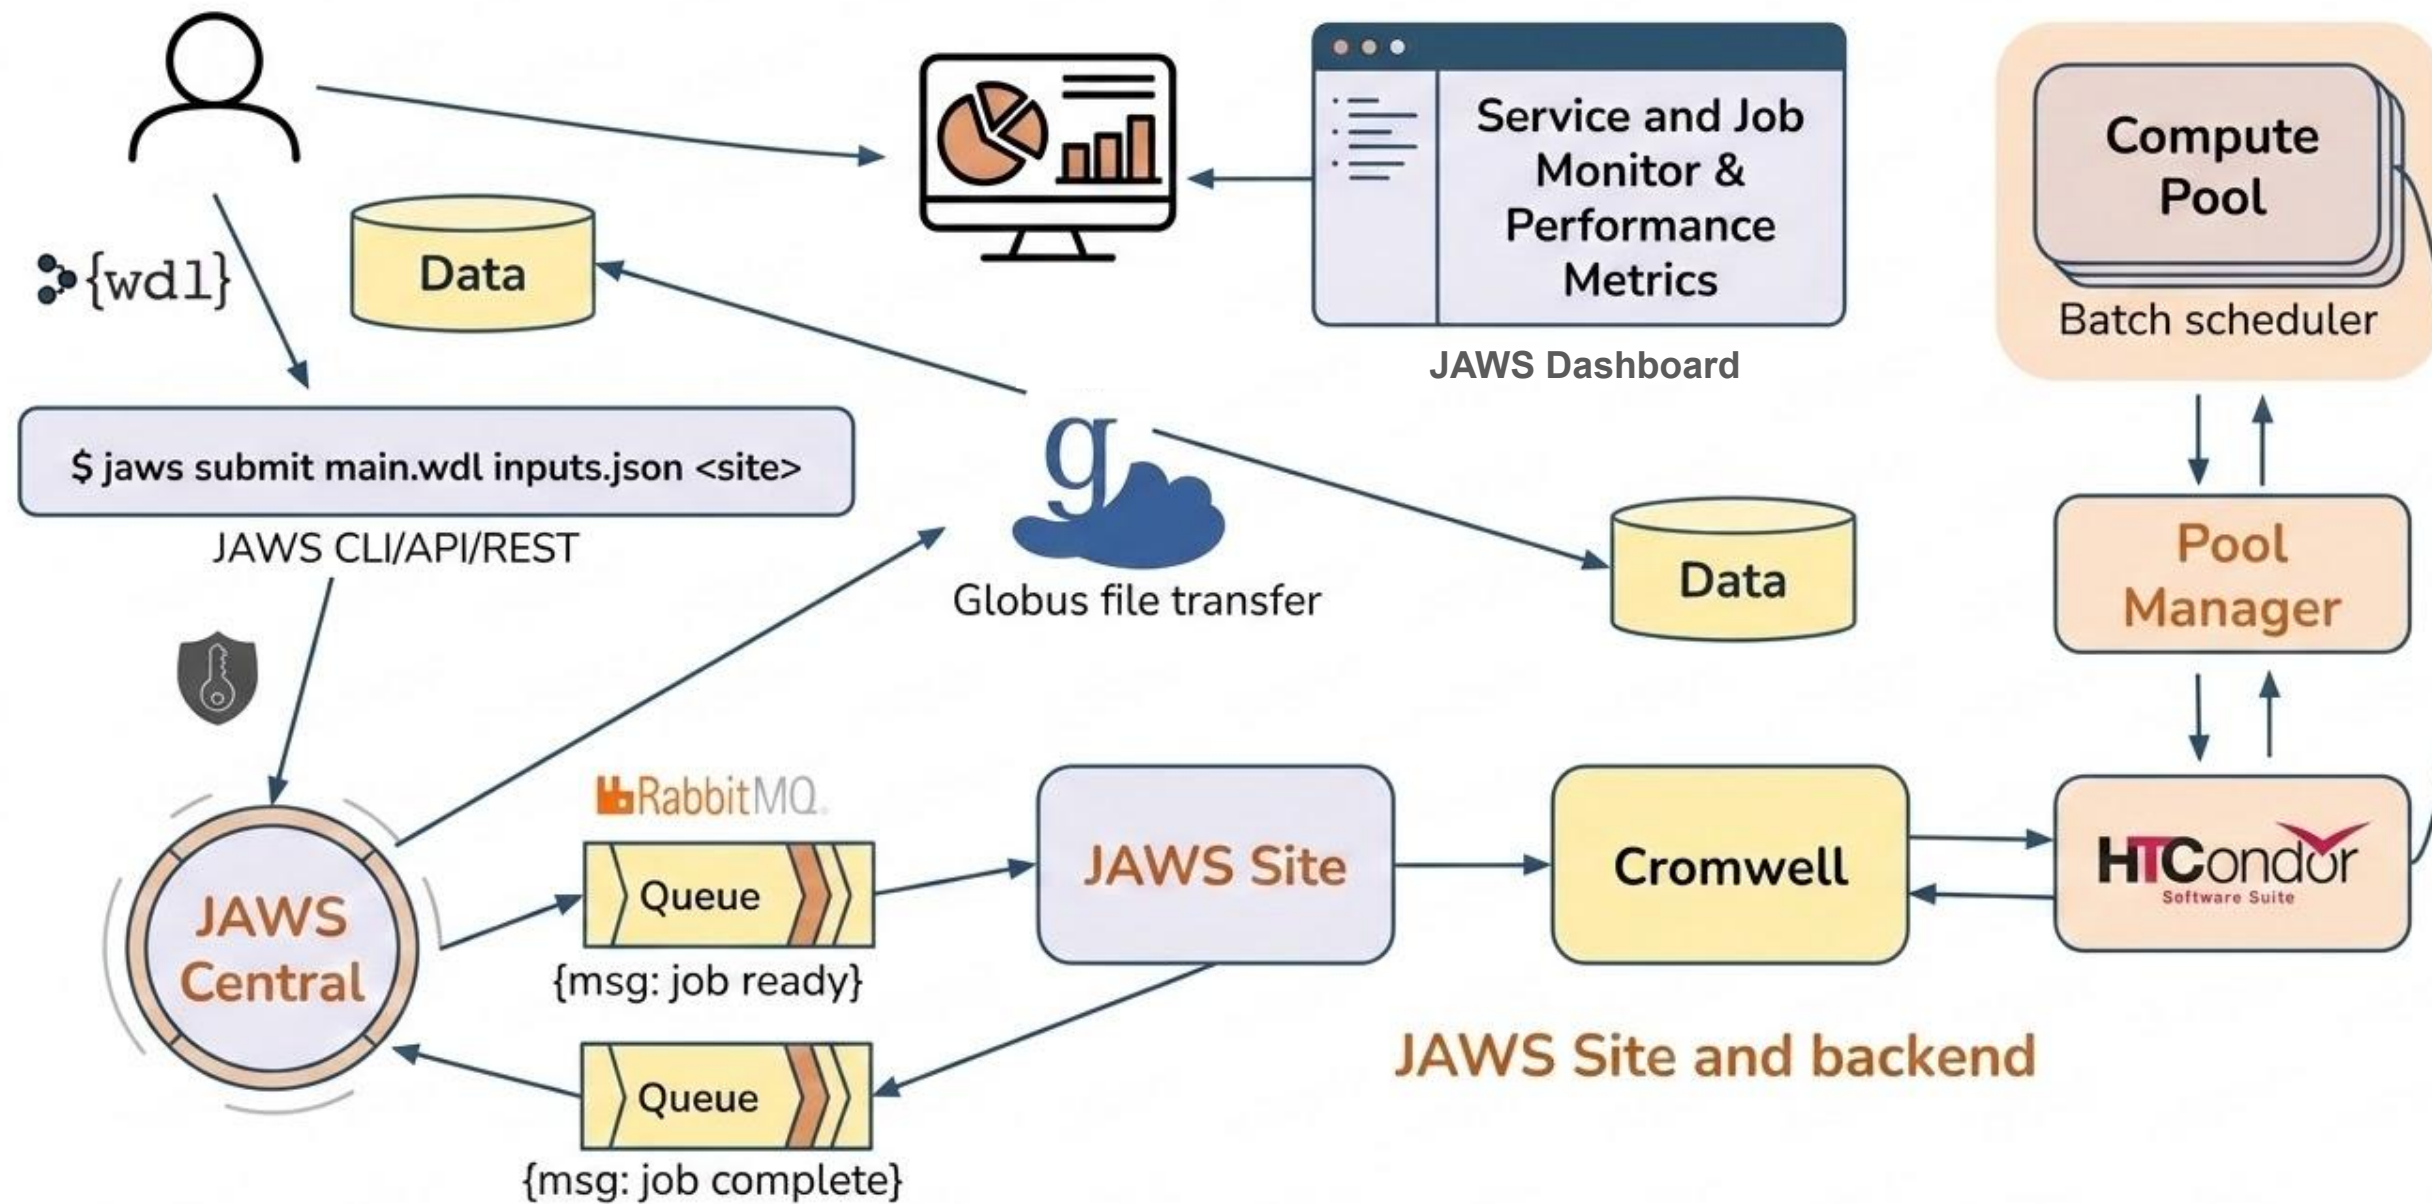 Service and Job
Monitor &
Performance
Metrics
JAWS Dashboard
Compute
Pool
Batch scheduler
{wdl}
Data
$ jaws submit main.wdl inputs.json <site>
JAWS CLI/API/REST
g
Globus file transfer
Data
Pool
Manager
RabbitMQ
JAWS
Central
Queue
{msg: job ready}
JAWS Site
Cromwell
HTCondor
Software Suite
Queue
{msg: job complete}
JAWS Site and backend